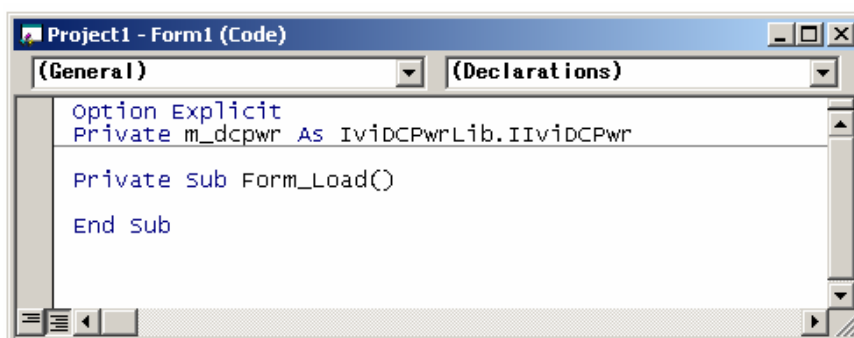 Project1 - Form1 (Code)
(General) (Declarations)
Option Explicit
Private m_dcpwr As IviDCPwrLib.IIviDCPwr
Private Sub Form_Load()
End Sub